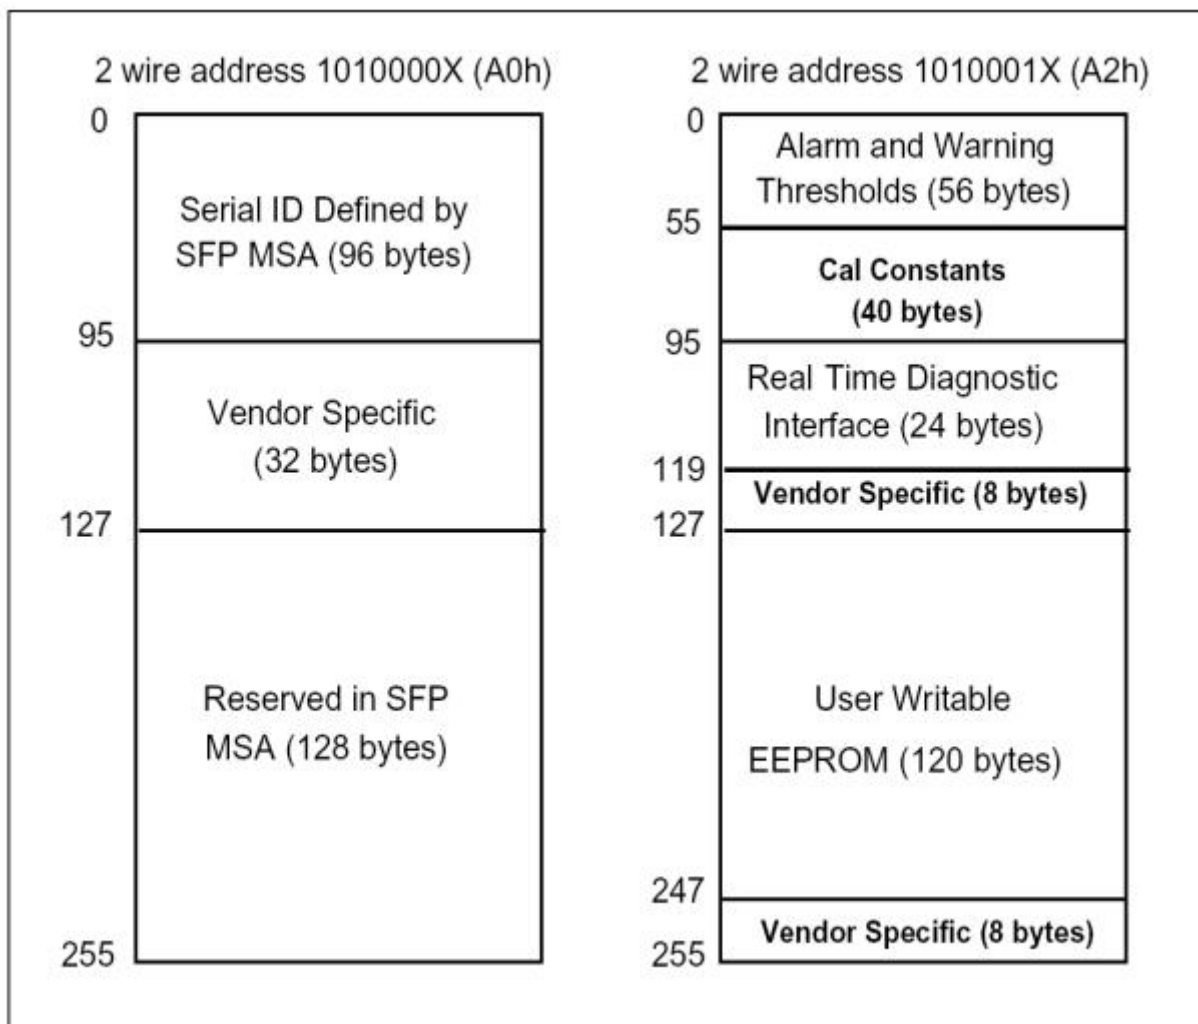 2 wire address 1010000X (A0h)
0
Serial ID Defined by
SFP MSA (96 bytes)
95
Vendor Specific
(32 bytes)
127
Reserved in SFP
MSA (128 bytes)
255
2 wire address 1010001X (A2h)
0
Alarm and Warning
Thresholds (56 bytes)
55
Cal Constants
(40 bytes)
95
Real Time Diagnostic
Interface (24 bytes)
119
Vendor Specific (8 bytes)
127
User Writable
EEPROM (120 bytes)
247
Vendor Specific (8 bytes)
255